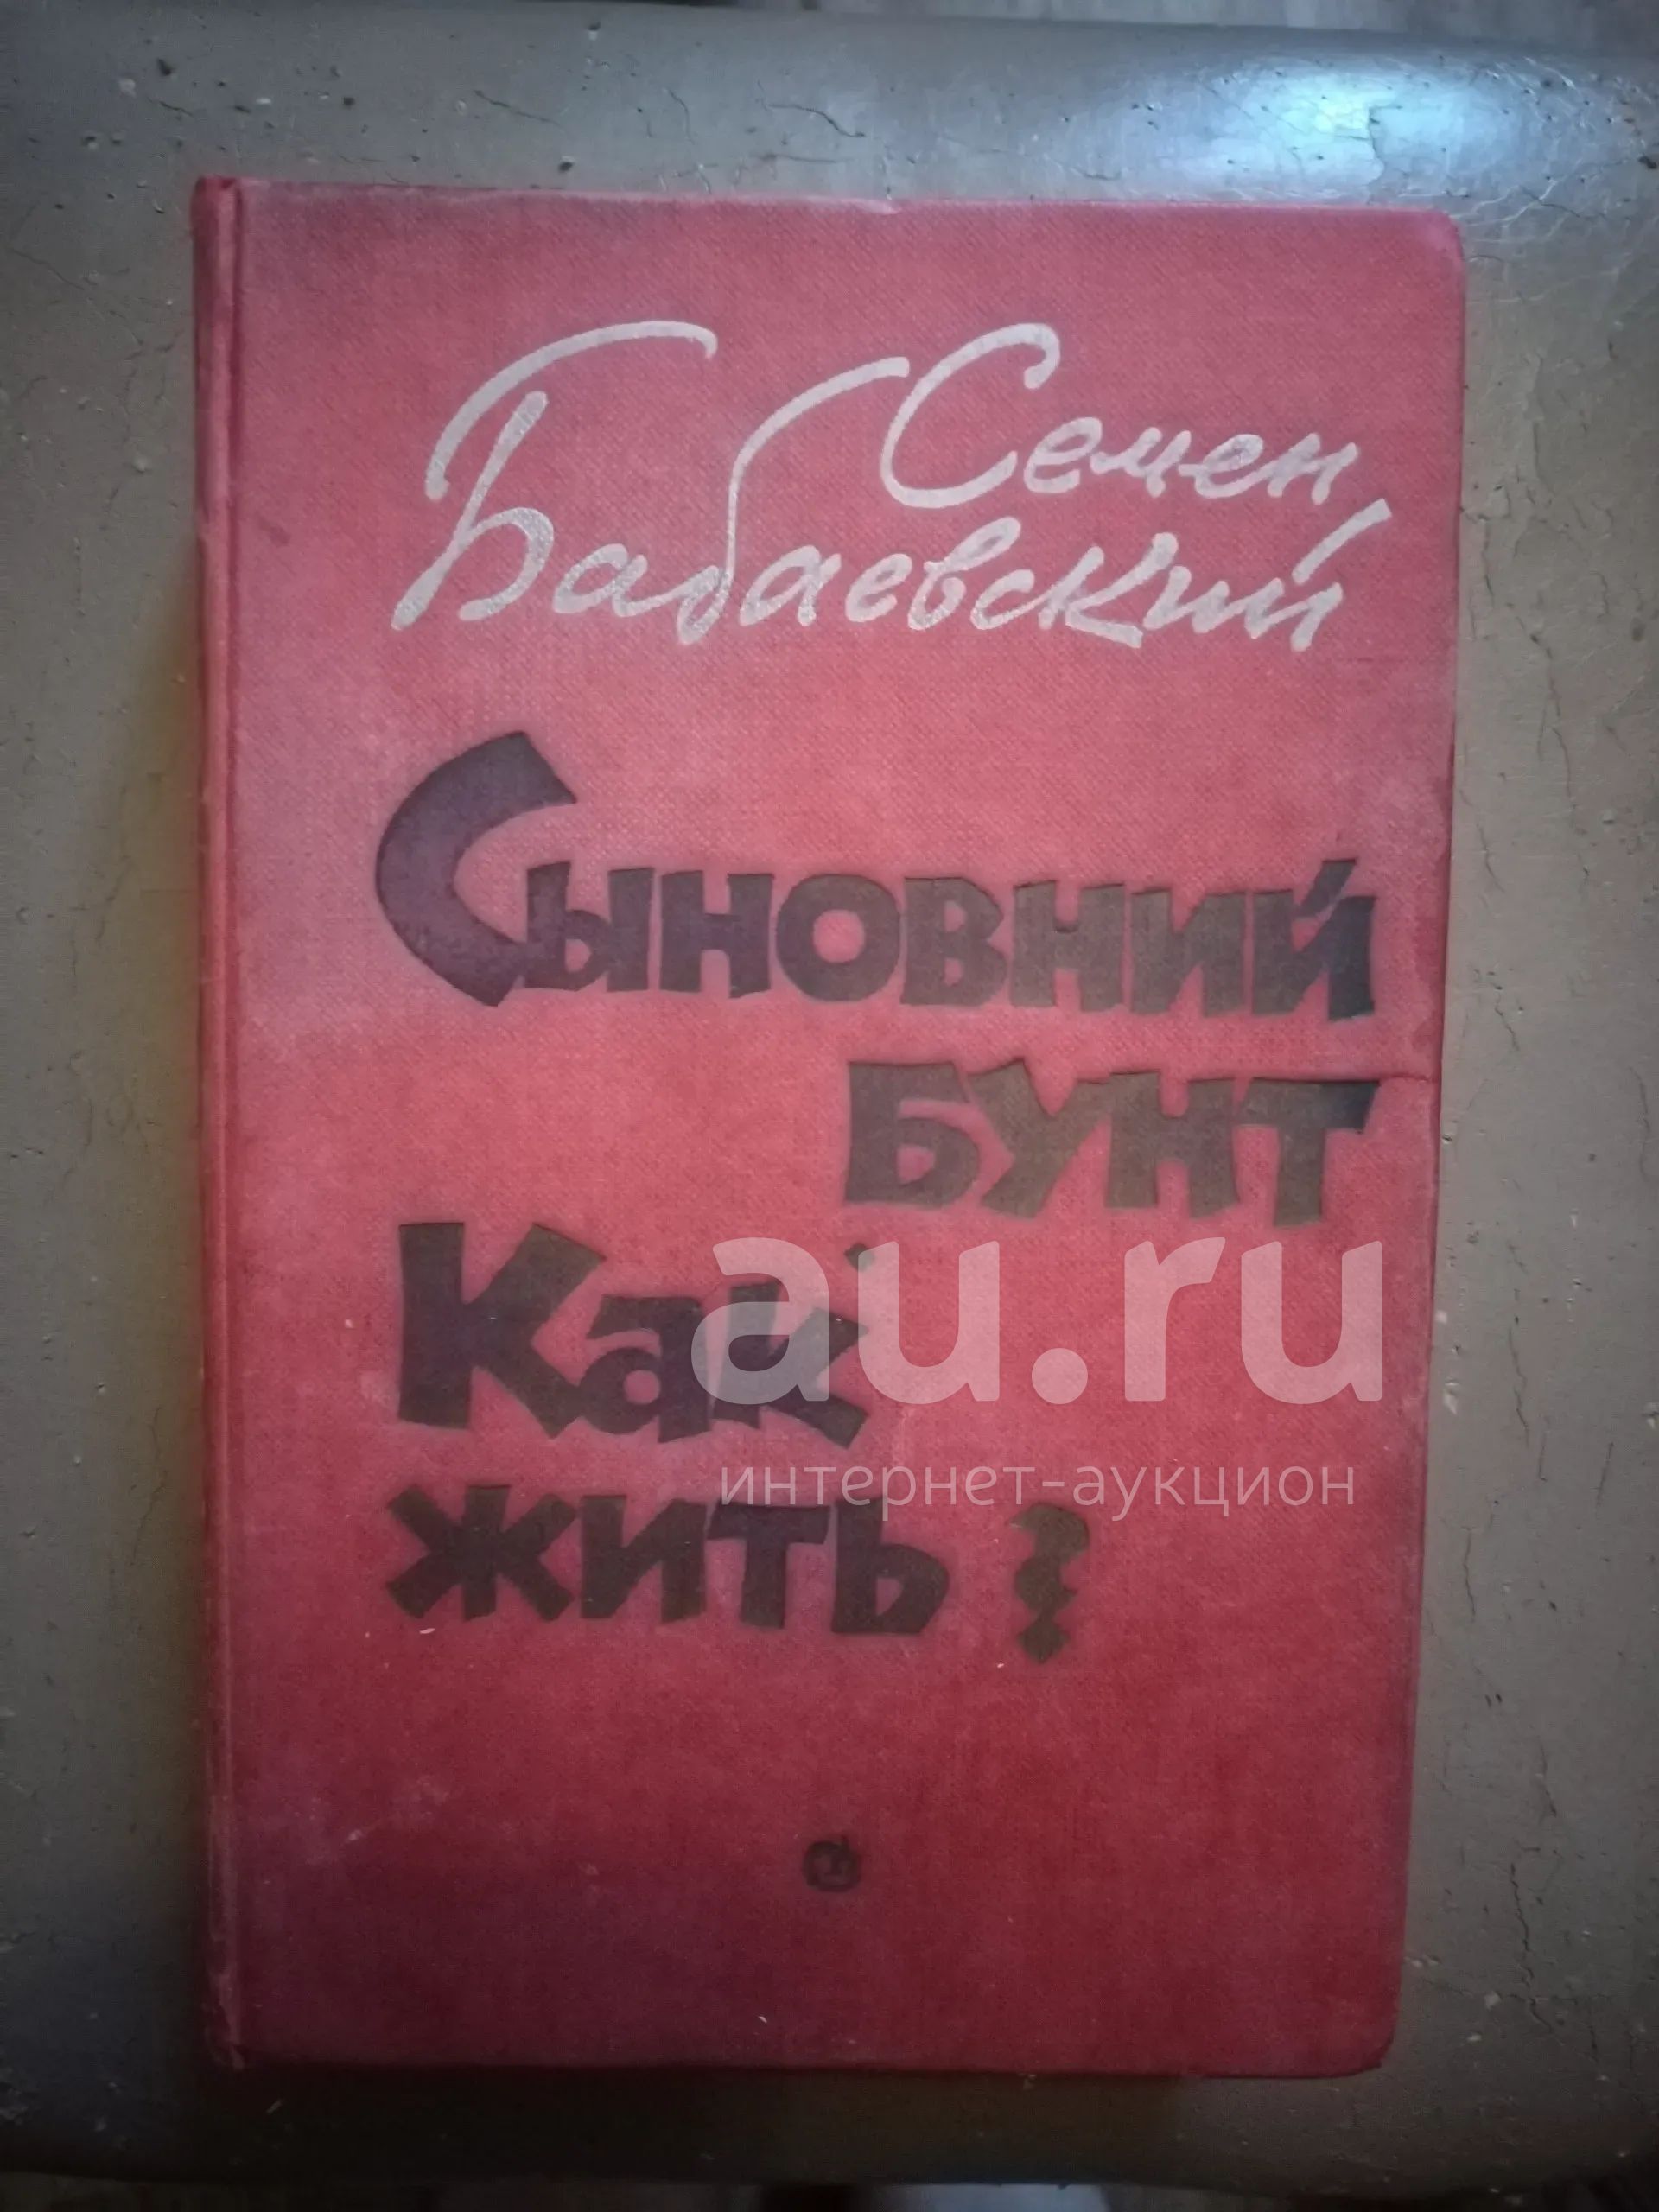 Семен
Бабаевский
Сыновний
бунт
Как
жить?
au.ru
интернет-аукцион